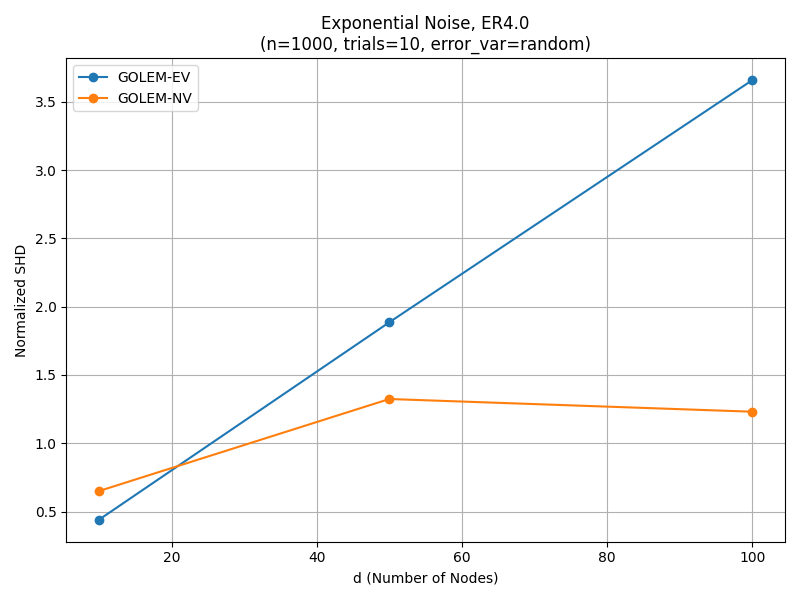 Exponential Noise, ER4.0
(n=1000, trials=10, error_var=random)
GOLEM-EV
GOLEM-NV
Normalized SHD
3.5
3.0
2.5
2.0
1.5
1.0
0.5
20 40 60 80 100
d (Number of Nodes)